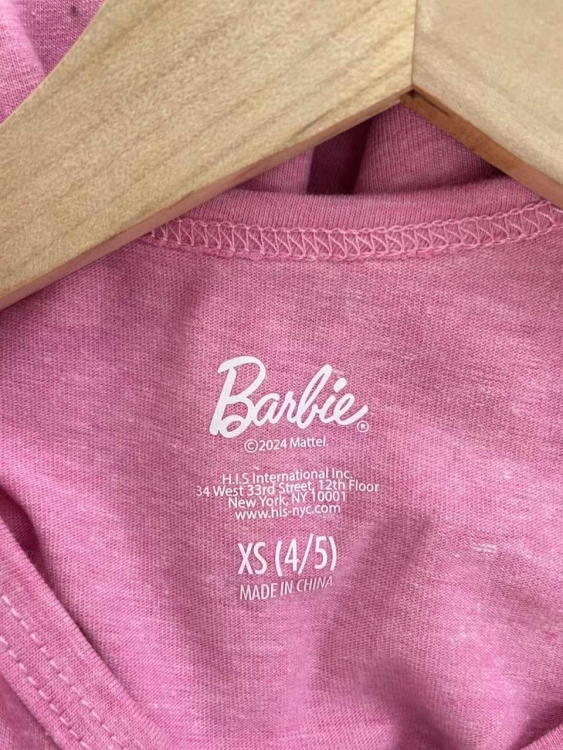 Barbie®
©2024 Mattel.
H.I.S International Inc.
34 West 33rd Street, 12th Floor
New York, NY 10001
www.his-nyc.com
XS (4/5)
MADE IN CHINA